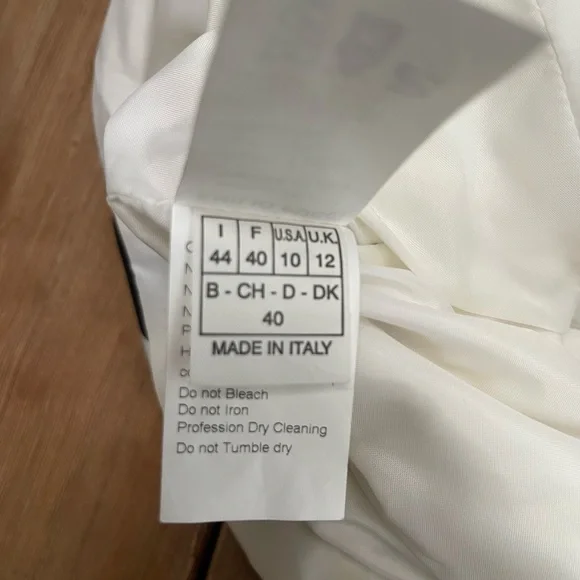 I F U.S.A. U.K.
44 40 10 12
B - CH - D - DK
40
MADE IN ITALY
Do not Bleach
Do not Iron
Profession Dry Cleaning
Do not Tumble dry